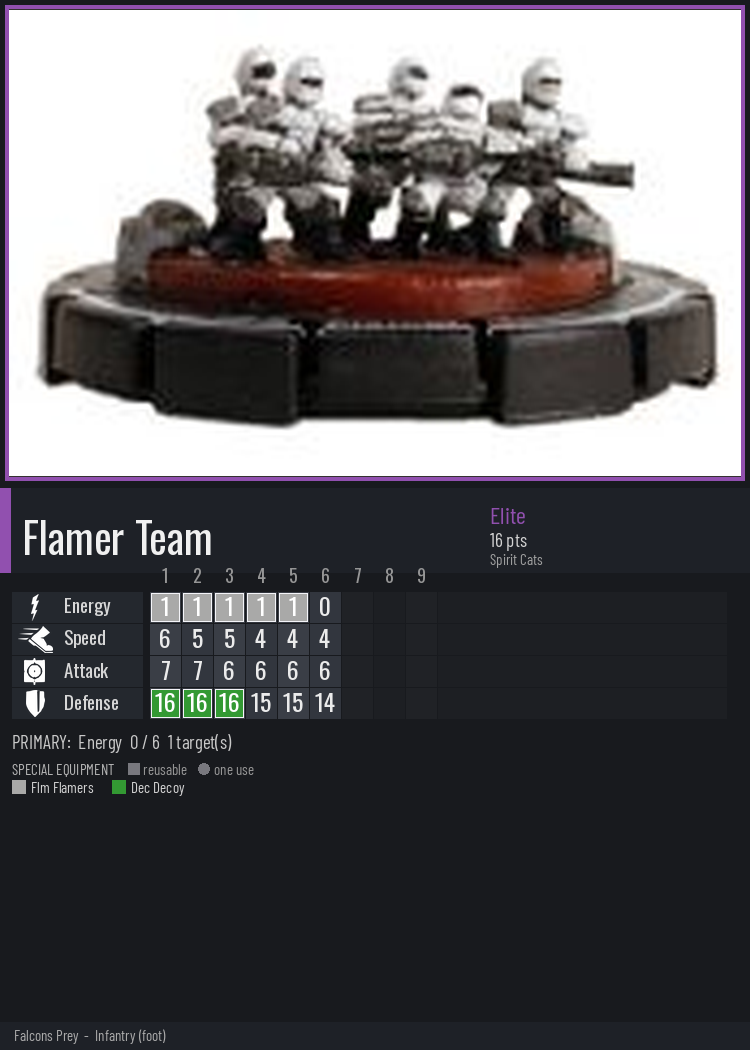 Flamer Team
Elite
16 pts
Spirit Cats
1 2 3 4 5 6 7 8 9
Energy 1 1 1 1 1 0
Speed 6 5 5 4 4 4
Attack 7 7 6 6 6 6
Defense 16 16 16 15 15 14
PRIMARY: Energy 0 / 6 1 target(s)
SPECIAL EQUIPMENT reusable one use
Flm Flamers Dec Decoy
Falcons Prey - Infantry (foot)